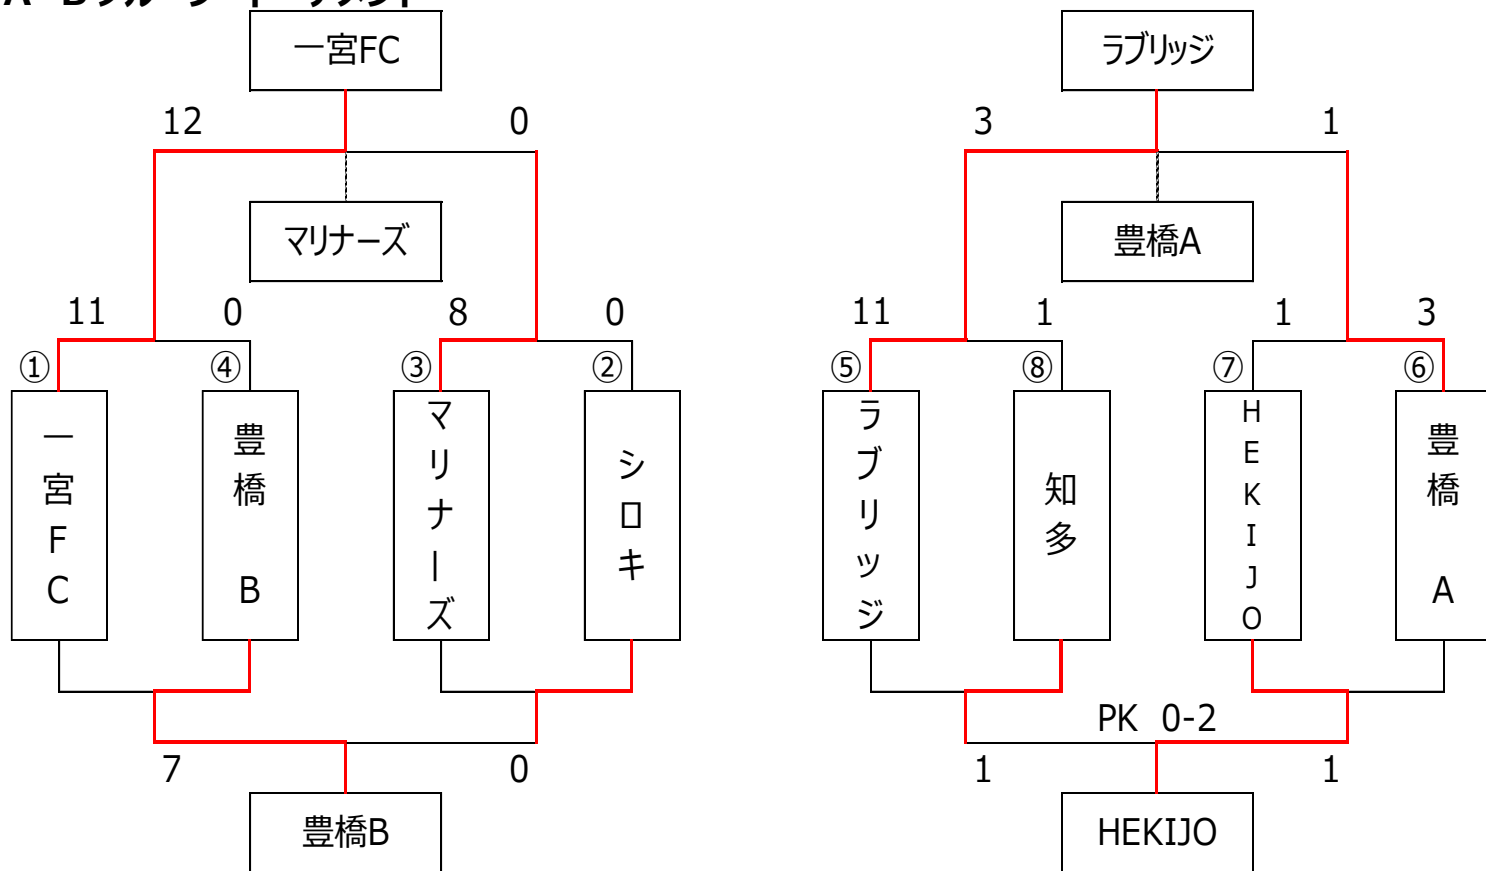 一宮FC
ラブリッジ
12 0
3 1
マリナーズ
豊橋A
11 0 8 0
11 1 1 3
① ④ ③ ②
⑤ ⑧ ⑦ ⑥
一宮FC
豊橋 B
マリナーズ
シロキ
ラブリッジ
知多
HEKIJO
豊橋 A
PK 0-2
7 0
1 1
豊橋B
HEKIJO